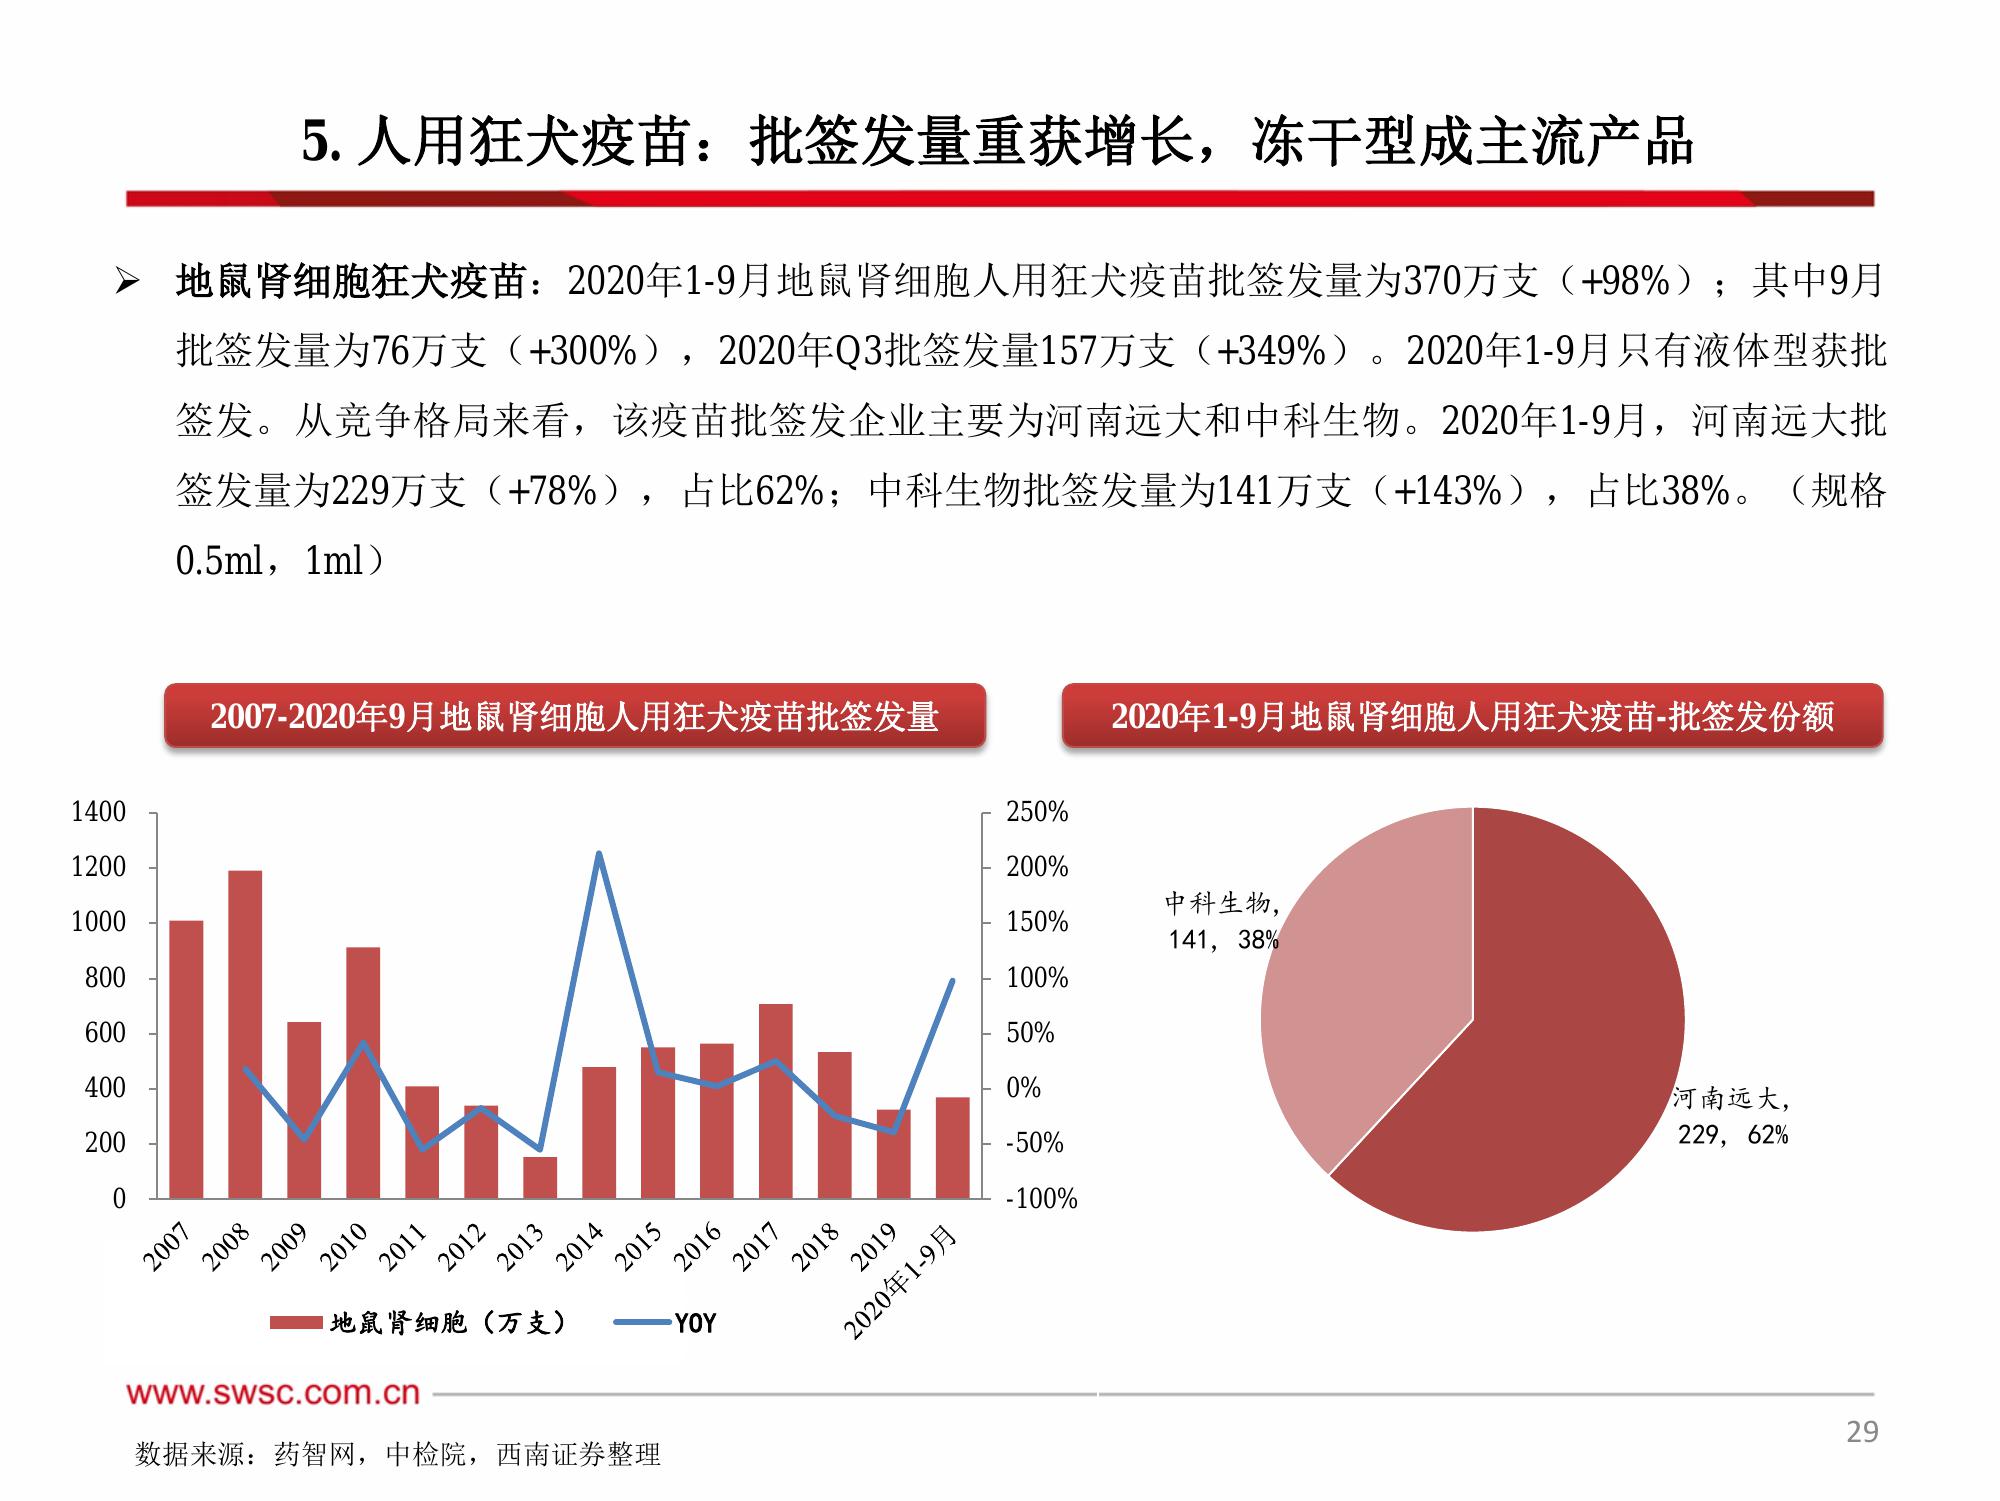 5. 人用狂犬疫苗：批签发量重获增长，冻干型成主流产品
➢ 地鼠肾细胞狂犬疫苗：2020年1-9月地鼠肾细胞人用狂犬疫苗批签发量为370万支（+98%）；其中9月
批签发量为76万支（+300%），2020年Q3批签发量157万支（+349%）。2020年1-9月只有液体型获批
签发。从竞争格局来看，该疫苗批签发企业主要为河南远大和中科生物。2020年1-9月，河南远大批
签发量为229万支（+78%），占比62%；中科生物批签发量为141万支（+143%），占比38%。（规格
0.5ml，1ml）
2007-2020年9月地鼠肾细胞人用狂犬疫苗批签发量
2020年1-9月地鼠肾细胞人用狂犬疫苗-批签发份额
1400
1200
1000
800
600
400
200
0
250%
200%
150%
100%
50%
0%
-50%
-100%
2007
2008
2009
2010
2011
2012
2013
2014
2015
2016
2017
2018
2019
2020年1-9月
地鼠肾细胞（万支）
YOY
中科生物,
141, 38%
河南远大,
229, 62%
www.swsc.com.cn
29
数据来源：药智网，中检院，西南证券整理